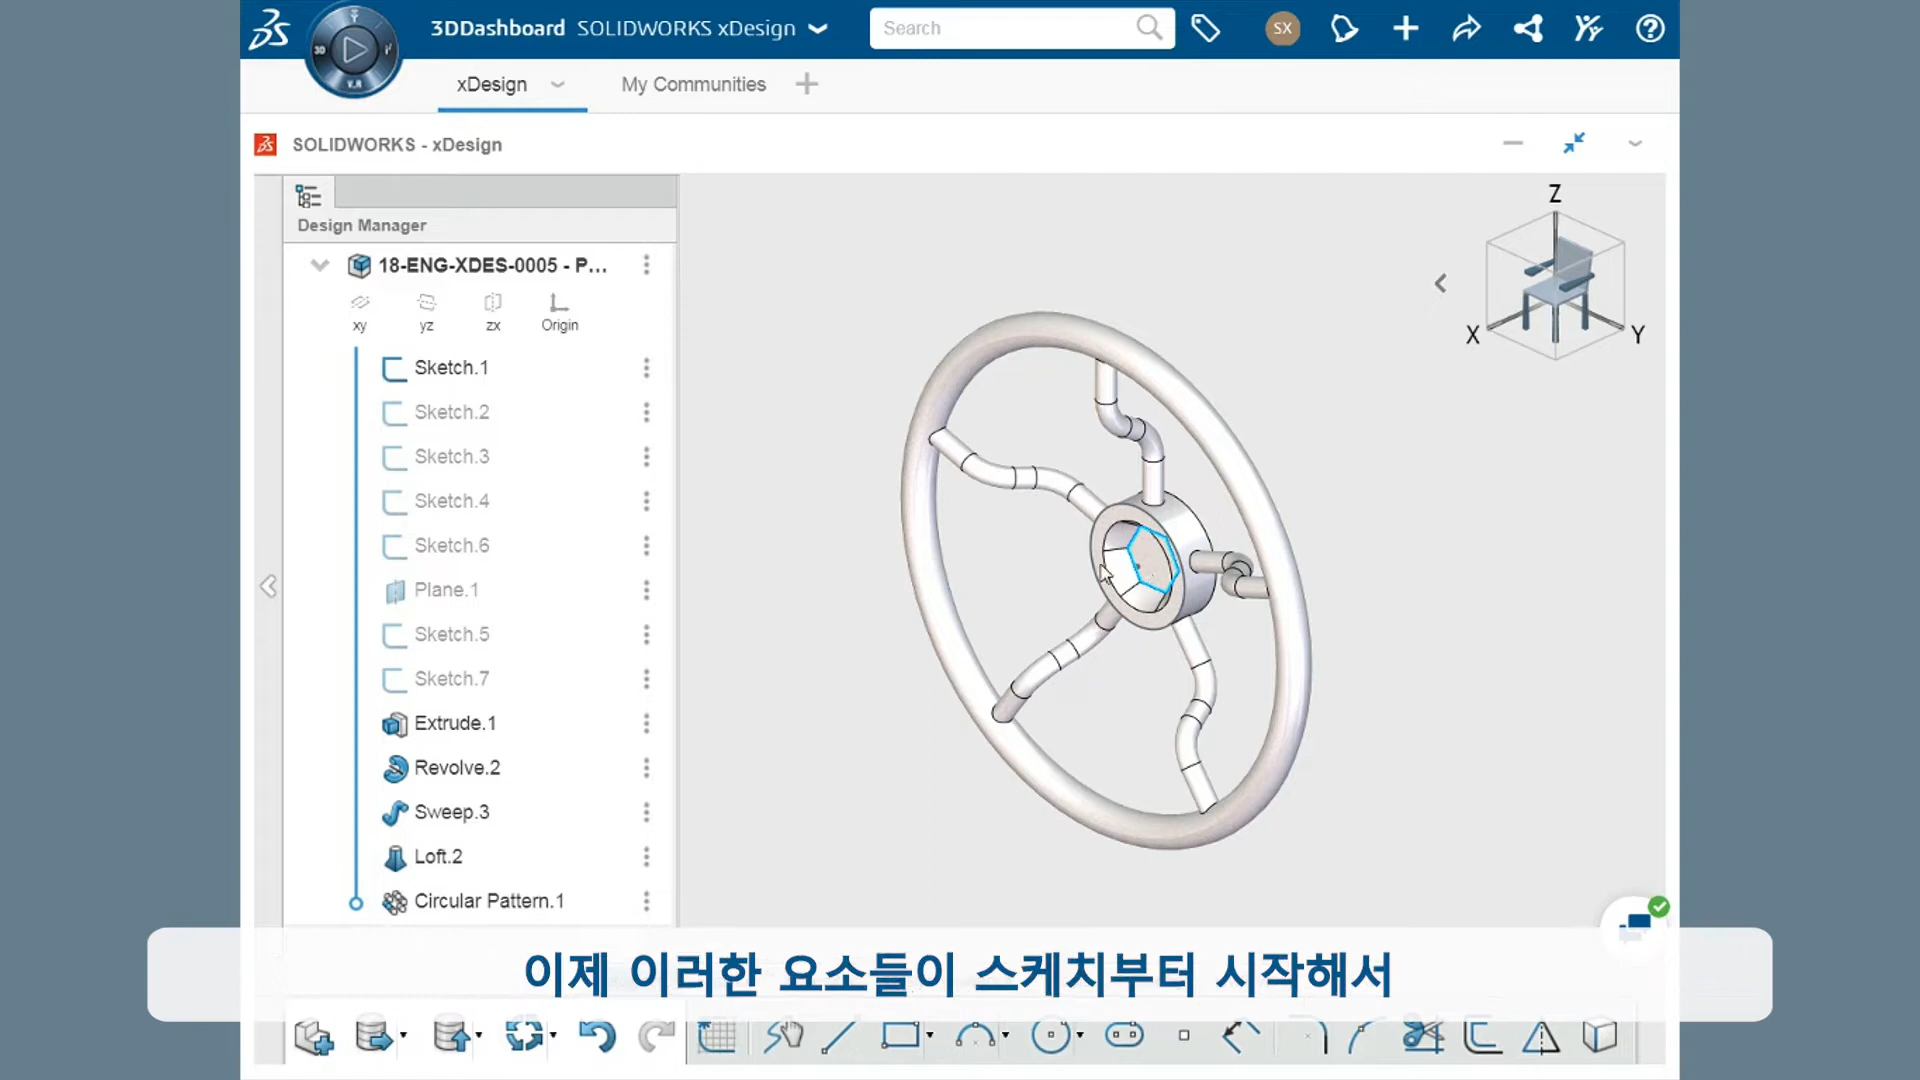 3DDashboard SOLIDWORKS xDesign
Search
SX
3D
V.R
xDesign
My Communities
SOLIDWORKS - xDesign
Design Manager
18-ENG-XDES-0005 - P...
xy
yz
zx
Origin
Sketch.1
Sketch.2
Sketch.3
Sketch.4
Sketch.6
Plane.1
Sketch.5
Sketch.7
Extrude.1
Revolve.2
Sweep.3
Loft.2
Circular Pattern.1
Z
X
Y
이제 이러한 요소들이 스케치부터 시작해서